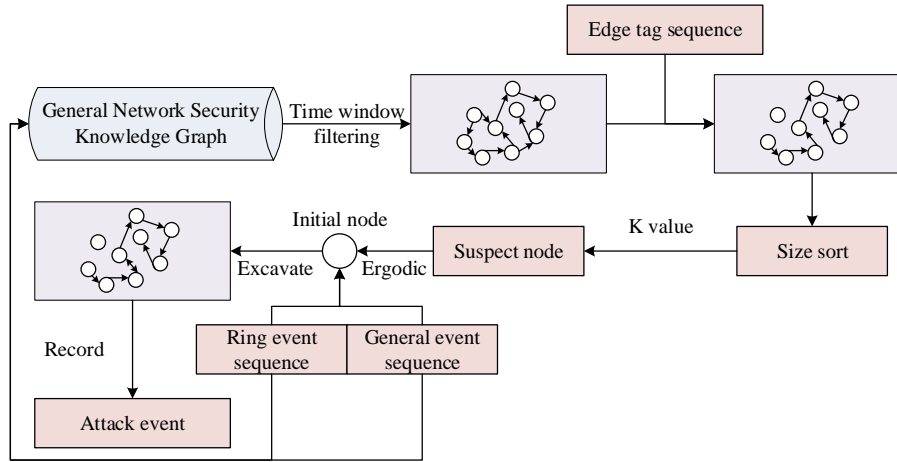 Edge tag sequence
General Network Security
Knowledge Graph
Time window
filtering
Initial node
K value
Excavate
Ergodic
Suspect node
Size sort
Record
Ring event
sequence
General event
sequence
Attack event